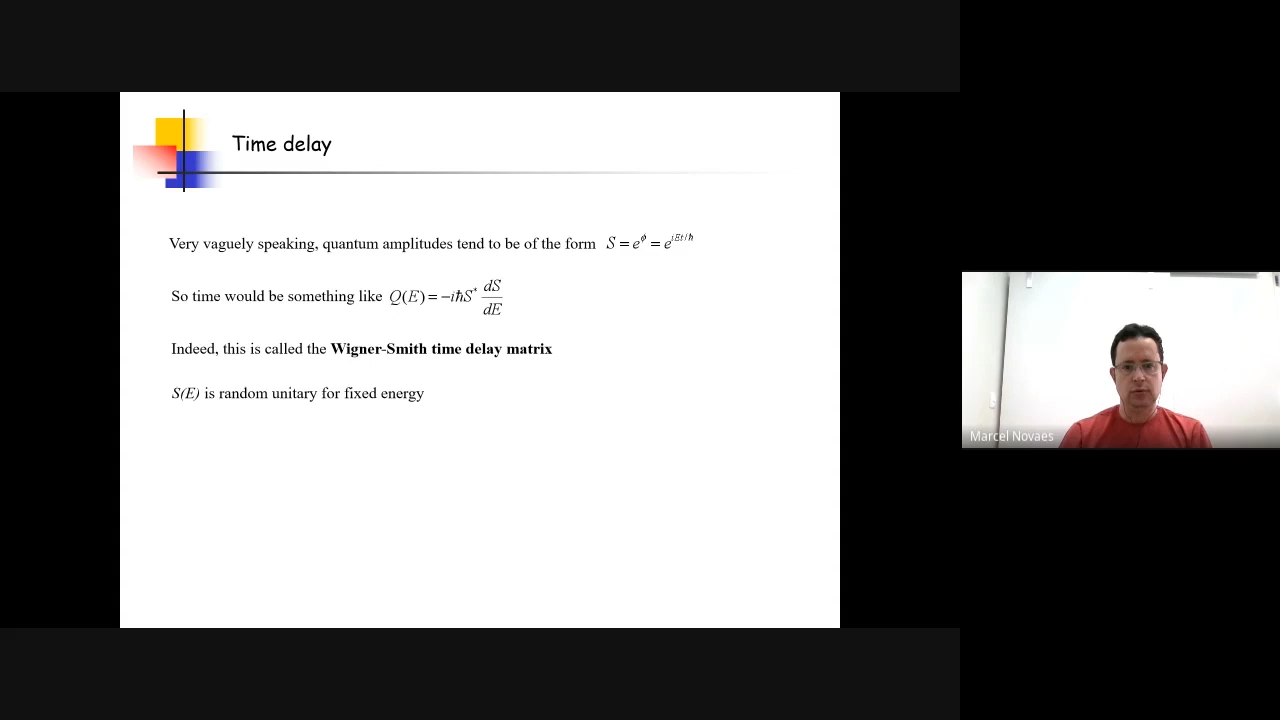 Time delay
Very vaguely speaking, quantum amplitudes tend to be of the form S = e^ϕ = e^{iEt/ℏ}
So time would be something like Q(E) = −iℏS* dS/dE
Indeed, this is called the Wigner-Smith time delay matrix
S(E) is random unitary for fixed energy
Marcel Novaes